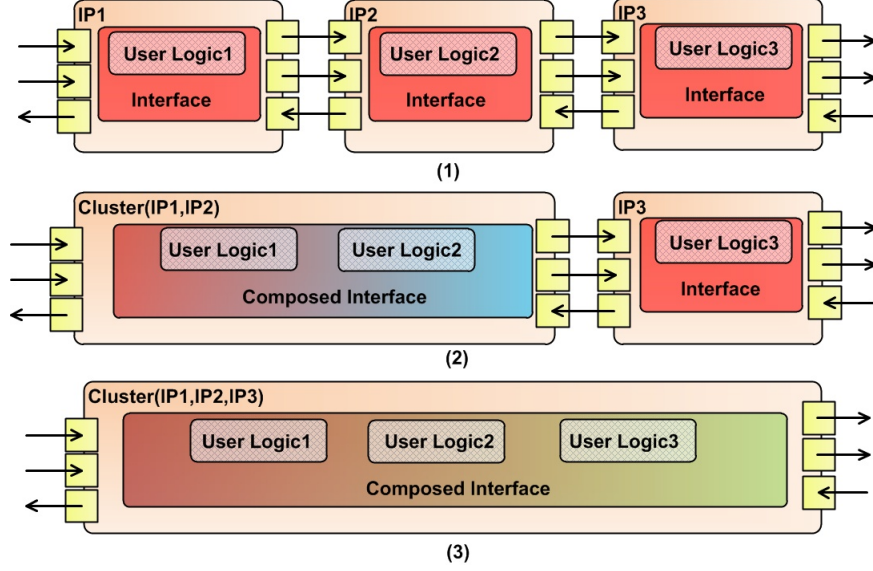 IP1
IP2
IP3
User Logic1
User Logic2
User Logic3
Interface
Interface
Interface
(1)
Cluster(IP1,IP2)
IP3
User Logic1
User Logic2
User Logic3
Composed Interface
Interface
(2)
Cluster(IP1,IP2,IP3)
User Logic1
User Logic2
User Logic3
Composed Interface
(3)